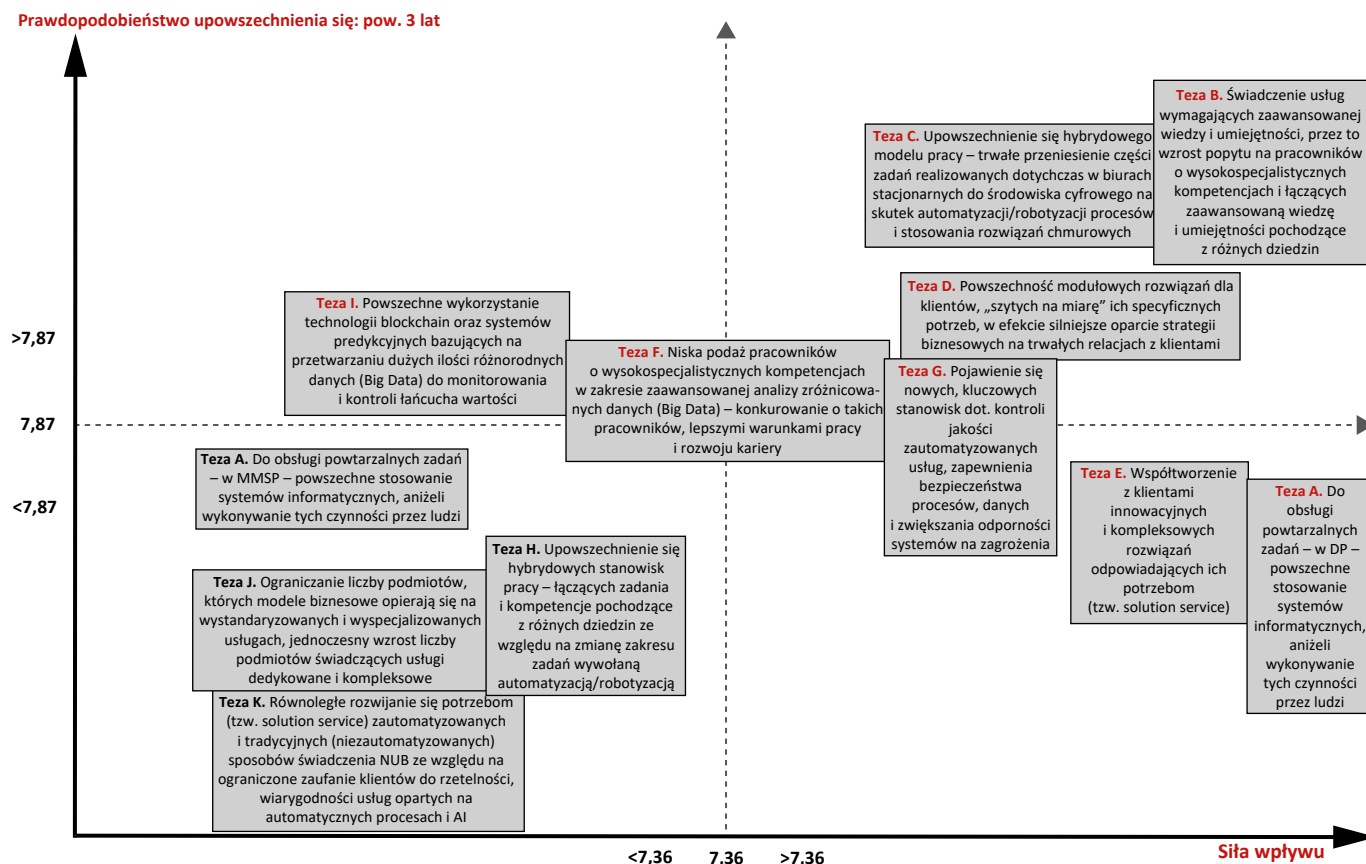 Prawdopodobieństwo upowszechnienia się: pow. 3 lat
Teza B. Świadczenie usług
wymagających zaawansowanej
wiedzy i umiejętności, przez to
wzrost popytu na pracowników
o wysokospecjalistycznych
kompetencjach i łączących
zaawansowaną wiedzę
i umiejętności pochodzące
z różnych dziedzin
Teza C. Upowszechnienie się hybrydowego
modelu pracy – trwałe przeniesienie części
zadań realizowanych dotychczas w biurach
stacjonarnych do środowiska cyfrowego na
skutek automatyzacji/robotyzacji procesów
i stosowania rozwiązań chmurowych
Teza D. Powszechność modułowych rozwiązań dla
klientów, „szytych na miarę” ich specyficznych
potrzeb, w efekcie silniejsze oparcie strategii
biznesowych na trwałych relacjach z klientami
Teza I. Powszechne wykorzystanie
technologii blockchain oraz systemów
predykcyjnych bazujących na
przetwarzaniu dużych ilości różnorodnych
danych (Big Data) do monitorowania
i kontroli łańcucha wartości
Teza F. Niska podaż pracowników
o wysokospecjalistycznych kompetencjach
w zakresie zaawansowanej analizy zróżnicowa-
nych danych (Big Data) – konkurowanie o takich
pracowników, lepszymi warunkami pracy
i rozwoju kariery
Teza G. Pojawienie się
nowych, kluczowych
stanowisk dot. kontroli
jakości
zautomatyzowanych
usług, zapewnienia
bezpieczeństwa
procesów, danych
i zwiększania odporności
systemów na zagrożenia
>7,87
7,87
<7,87
Teza A. Do obsługi powtarzalnych zadań
– w MMSP – powszechne stosowanie
systemów informatycznych, aniżeli
wykonywanie tych czynności przez ludzi
Teza E. Współtworzenie
z klientami
innowacyjnych
i kompleksowych
rozwiązań
odpowiadających ich
potrzebom
(tzw. solution service)
Teza A. Do
obsługi
powtarzalnych
zadań – w DP –
powszechne
stosowanie
systemów
informatycznych,
aniżeli
wykonywanie
tych czynności
przez ludzi
Teza H. Upowszechnienie się
hybrydowych stanowisk
pracy – łączących zadania
i kompetencje pochodzące
z różnych dziedzin ze
względu na zmianę zakresu
zadań wywołaną
automatyzacją/robotyzacją
Teza J. Ograniczanie liczby podmiotów,
których modele biznesowe opierają się na
wystandaryzowanych i wyspecjalizowanych
usługach, jednoczesny wzrost liczby
podmiotów świadczących usługi
dedykowane i kompleksowe
Teza K. Równoległe rozwijanie się potrzebom
(tzw. solution service) zautomatyzowanych
i tradycyjnych (niezautomatyzowanych)
sposobów świadczenia NUB ze względu na
ograniczone zaufanie klientów do rzetelności,
wiarygodności usług opartych na
automatycznych procesach i AI
<7,36
7,36
>7,36
Siła wpływu